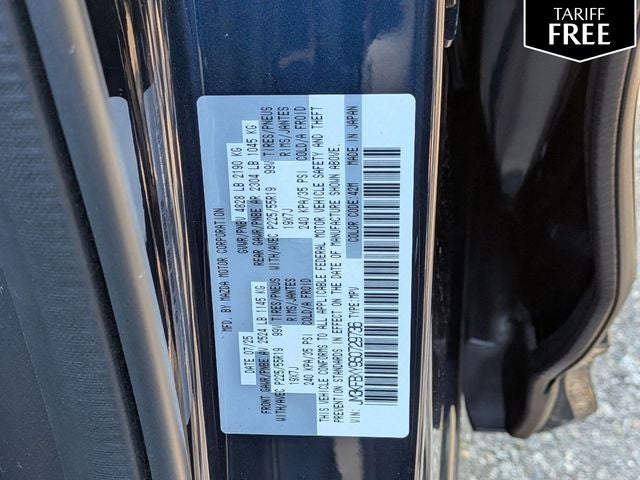 TARIFF
FREE
MFD. BY MAZDA MOTOR CORPORATION
DATE 07/25 GVWR/PNBV 4828 LB 2190 KG
FRONT GAWR/PNBE AV 2524 LB 1145 KG REAR GAWR/PNBE AR 2304 LB 1045 KG
WITH/AVEC P225/55R19 99V TIRES/PNEUS WITH/AVEC P225/55R19 99V TIRES/PNEUS
19X7J RIMS/JANTES 19X7J RIMS/JANTES
240 KPA/35 PSI COLD/A FROID 240 KPA/35 PSI COLD/A FROID
THIS VEHICLE CONFORMS TO ALL APPLICABLE FEDERAL MOTOR VEHICLE SAFETY AND THEFT
PREVENTION STANDARDS IN EFFECT ON THE DATE OF MANUFACTURE SHOWN ABOVE.
VIN: TYPE MPV COLOR CODE: 42M MADE IN JAPAN